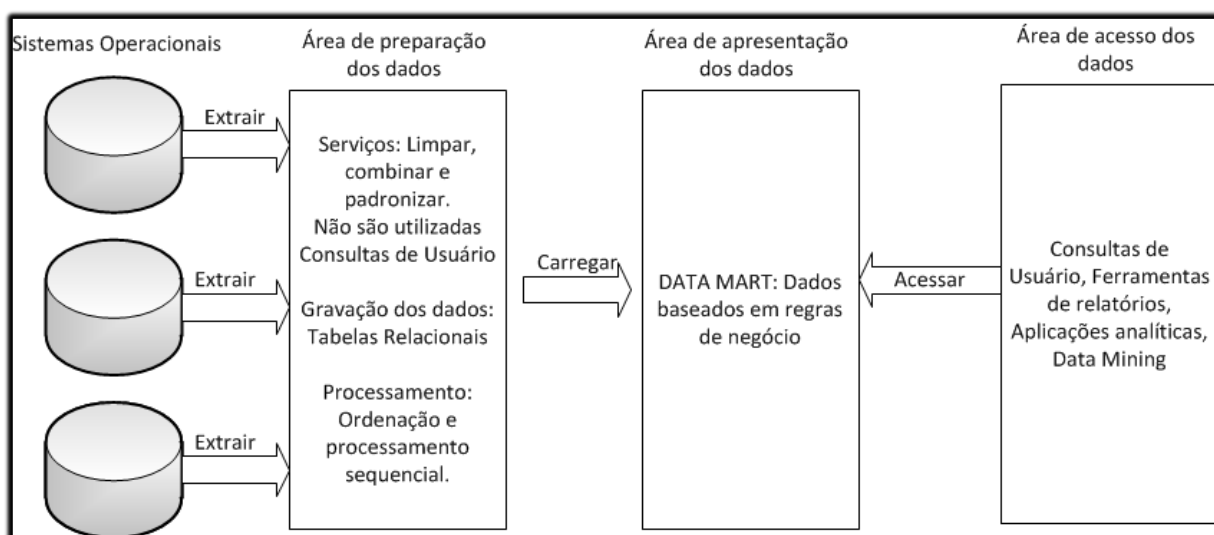 Sistemas Operacionais
Área de preparação
dos dados
Área de apresentação
dos dados
Área de acesso dos
dados
Extrair
Extrair
Extrair
Serviços: Limpar,
combinar e
padronizar.
Não são utilizadas
Consultas de Usuário
Gravação dos dados:
Tabelas Relacionais
Processamento:
Ordenação e
processamento
sequencial.
Carregar
DATA MART: Dados
baseados em regras
de negócio
Acessar
Consultas de
Usuário, Ferramentas
de relatórios,
Aplicações analíticas,
Data Mining